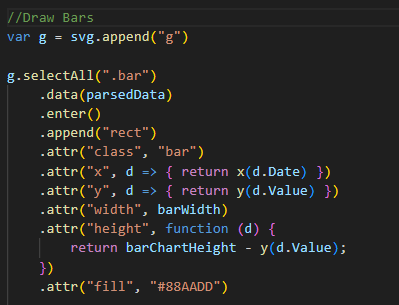 //Draw Bars
var g = svg.append("g")
g.selectAll(".bar")
.data(parsedData)
.enter()
.append("rect")
.attr("class", "bar")
.attr("x", d => { return x(d.Date) })
.attr("y", d => { return y(d.Value) })
.attr("width", barWidth)
.attr("height", function (d) {
return barChartHeight - y(d.Value);
})
.attr("fill", "#88AADD")